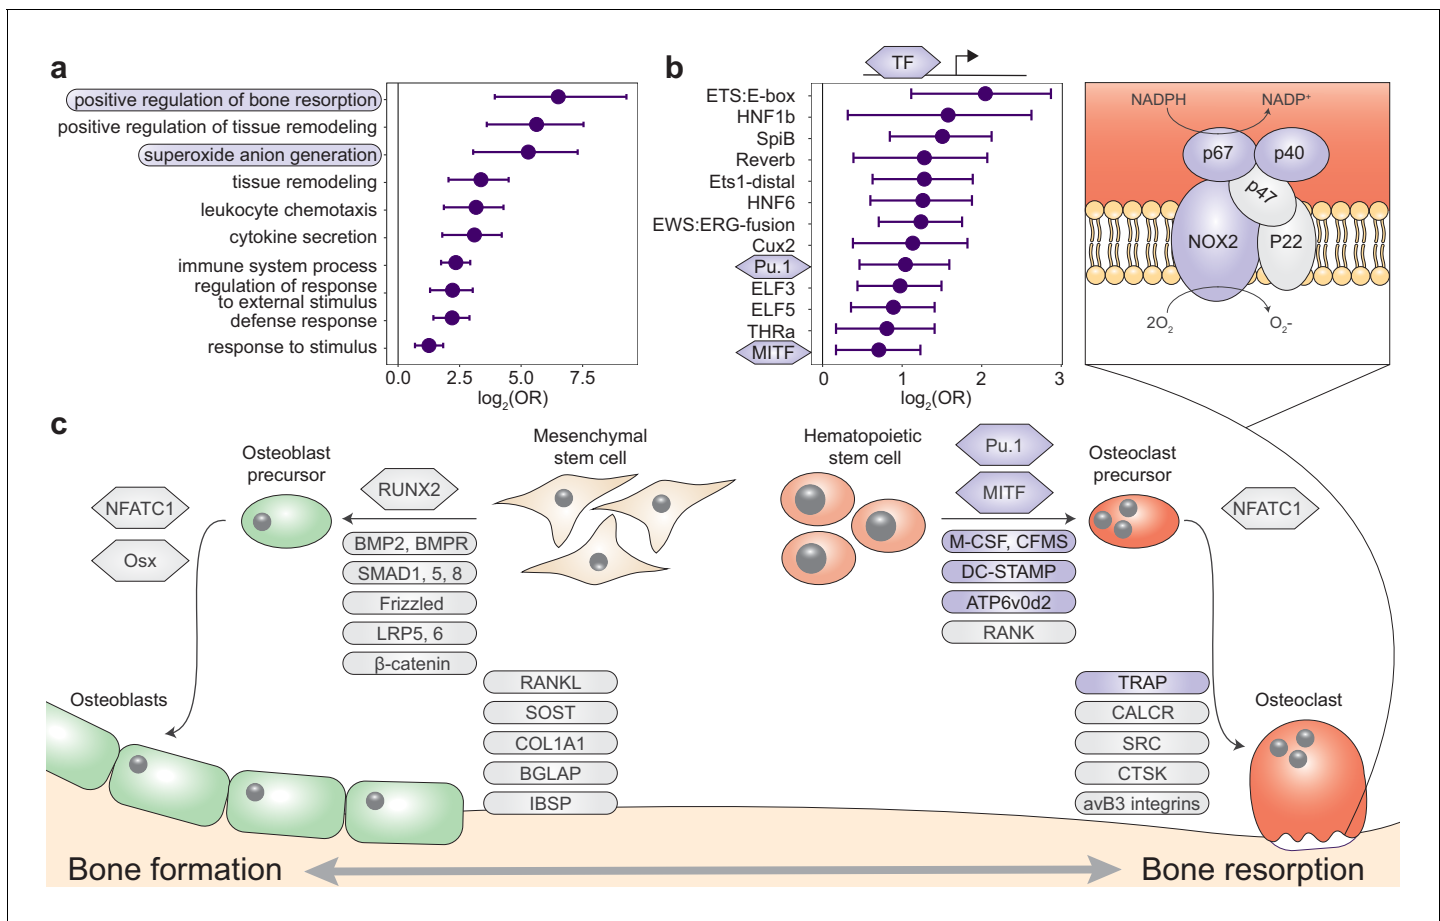 a
positive regulation of bone resorption
positive regulation of tissue remodeling
superoxide anion generation
tissue remodeling
leukocyte chemotaxis
cytokine secretion
immune system process
regulation of response
to external stimulus
defense response
response to stimulus
0.0 2.5 5.0 7.5
log2(OR)
b
TF
ETS:E-box
HNF1b
SpiB
Reverb
Ets1-distal
HNF6
EWS:ERG-fusion
Cux2
Pu.1
ELF3
ELF5
THRa
MITF
0 1 2 3
log2(OR)
NADPH NADP+
p67 p40
p47
NOX2 P22
2O2 O2-
c
Osteoblast
precursor
Mesenchymal
stem cell
Hematopoietic
stem cell
Osteoclast
precursor
NFATC1
Osx
RUNX2
BMP2, BMPR
SMAD1, 5, 8
Frizzled
LRP5, 6
β-catenin
Pu.1
MITF
M-CSF, CFMS
DC-STAMP
ATP6v0d2
RANK
NFATC1
Osteoblasts
RANKL
SOST
COL1A1
BGLAP
IBSP
TRAP
CALCR
SRC
CTSK
avB3 integrins
Osteoclast
Bone formation
Bone resorption